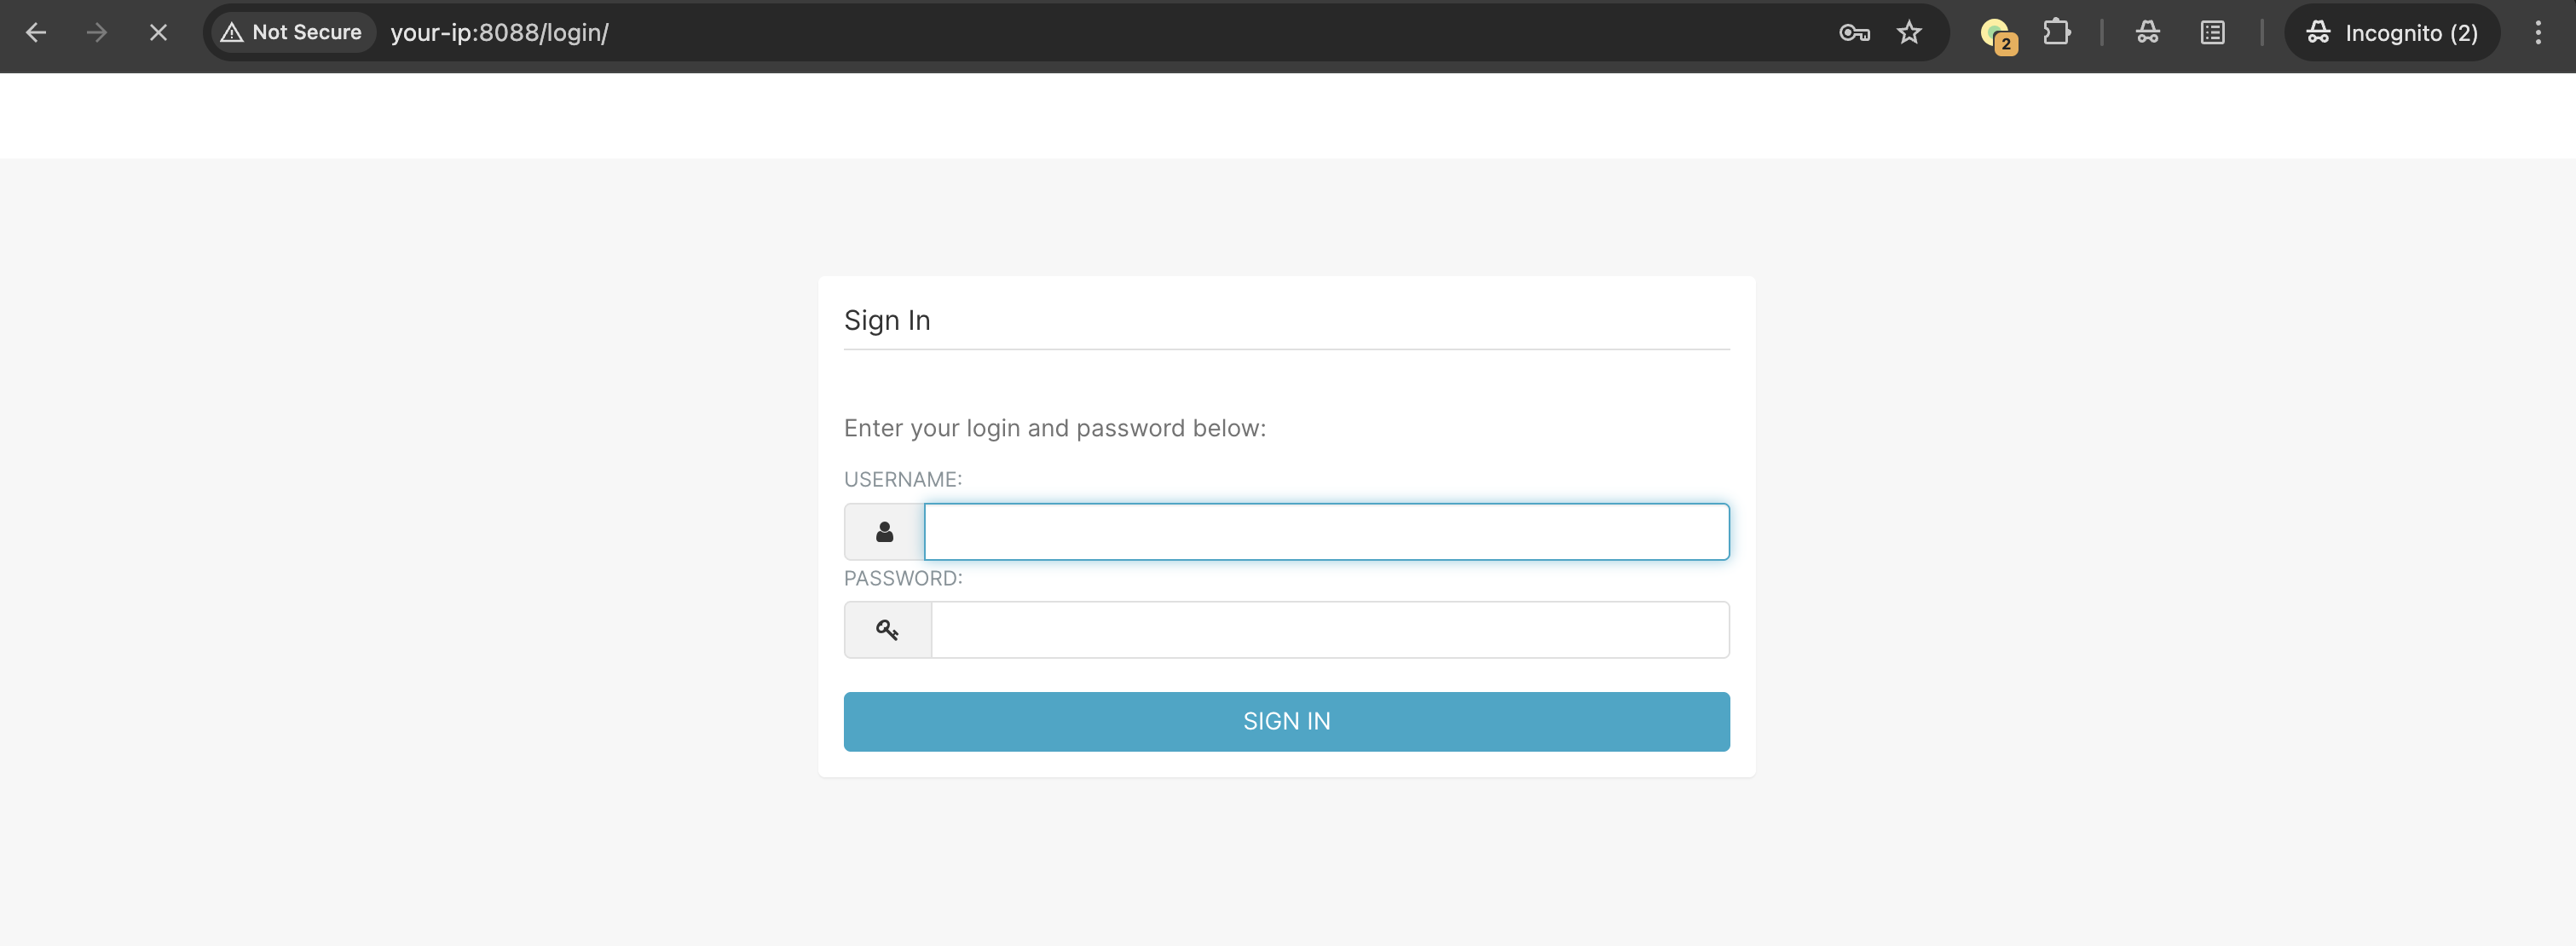 Not Secure your-ip:8088/login/ 2 Incognito (2)
Sign In
Enter your login and password below:
USERNAME:
PASSWORD:
SIGN IN